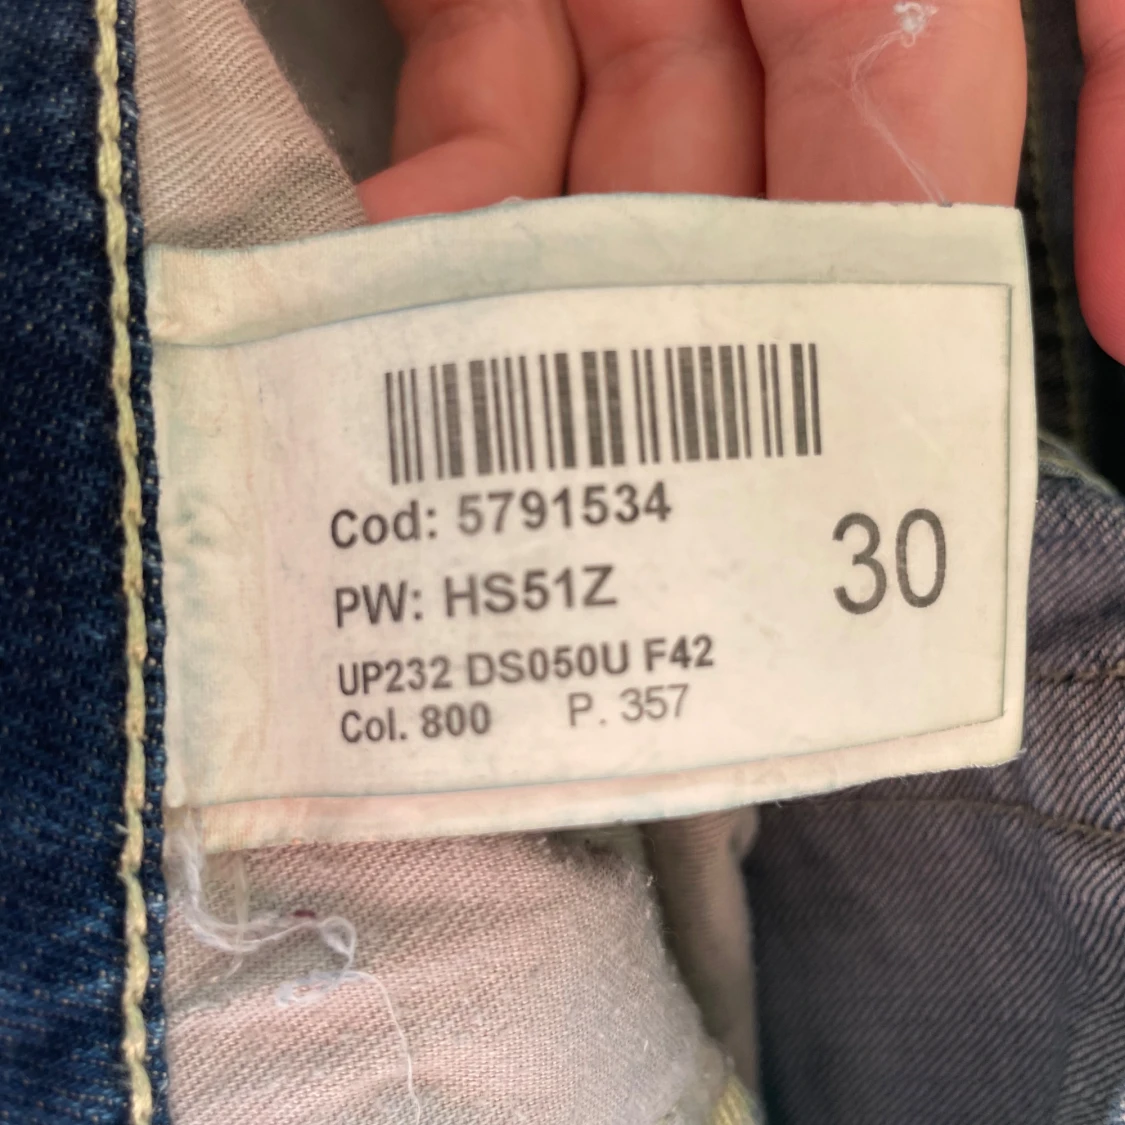 Cod: 5791534
PW: HS51Z
30
UP232 DS050U F42
Col. 800 P. 357